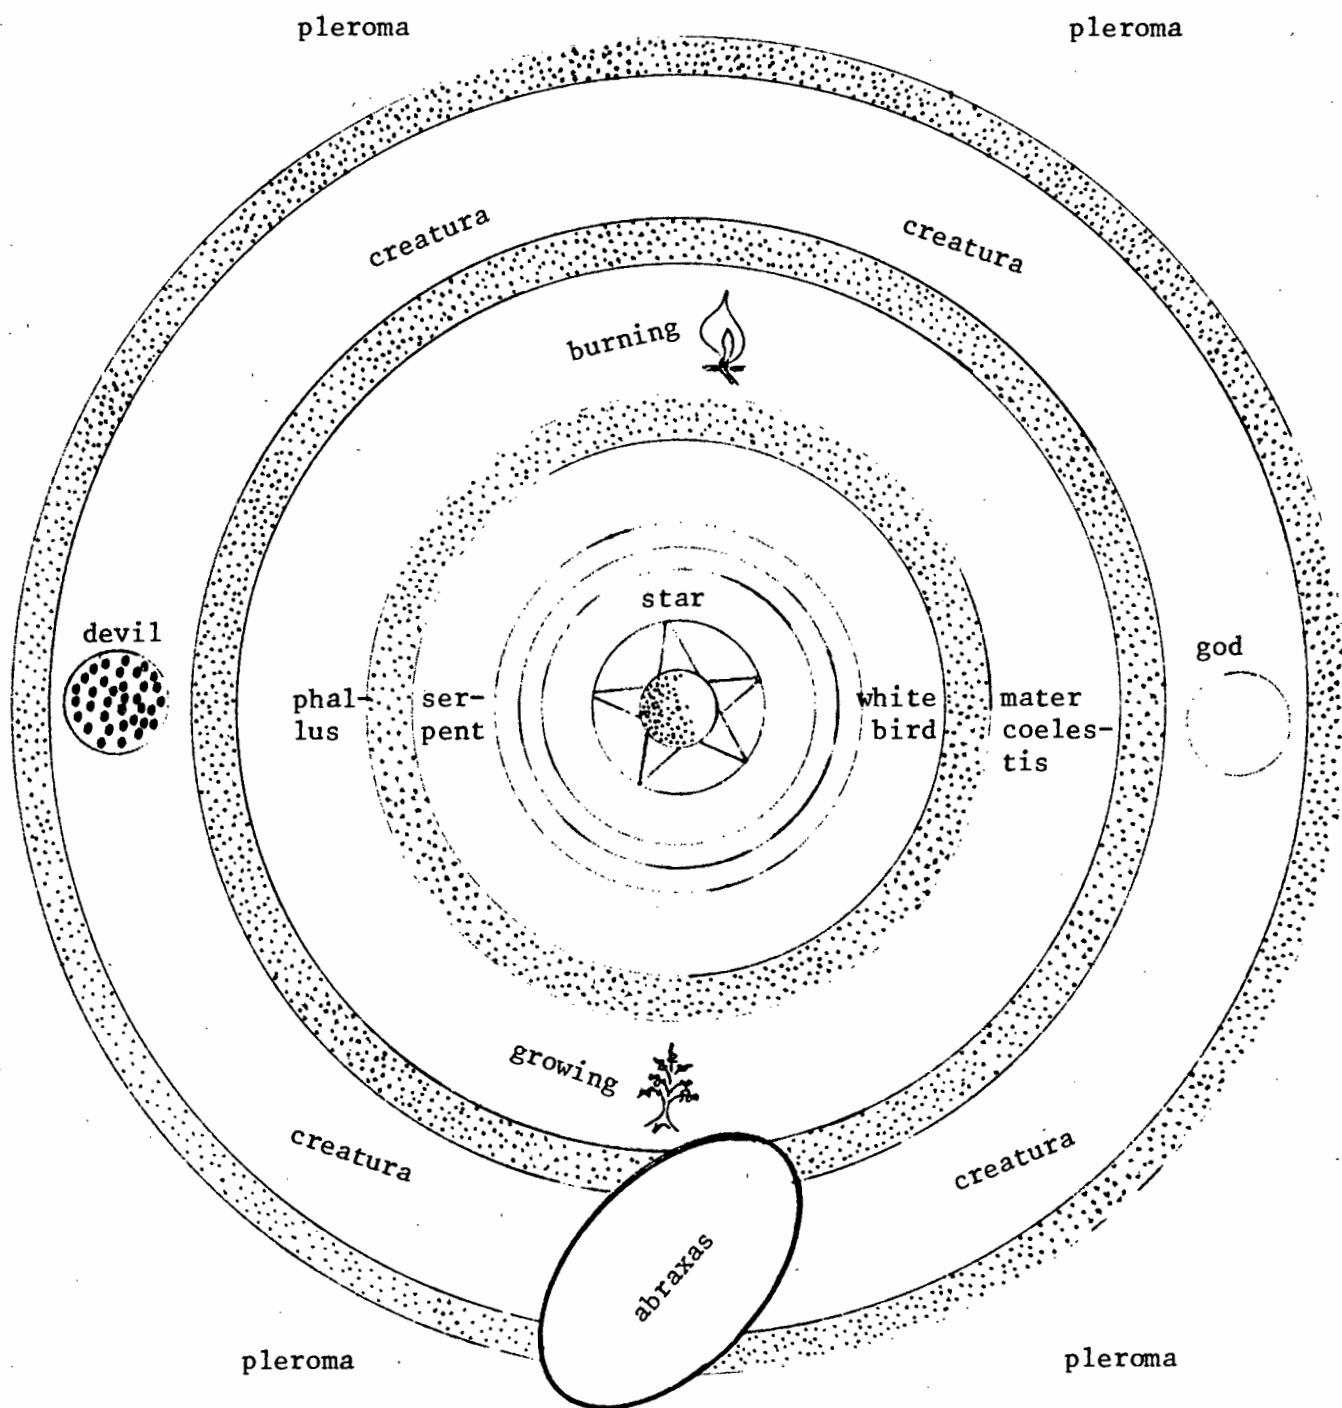 pleroma
pleroma
creatura
creatura
burning
star
devil
god
phal-
lus
ser-
pent
white
bird
mater
coeles-
tis
growing
creatura
creatura
abraxas
pleroma
pleroma